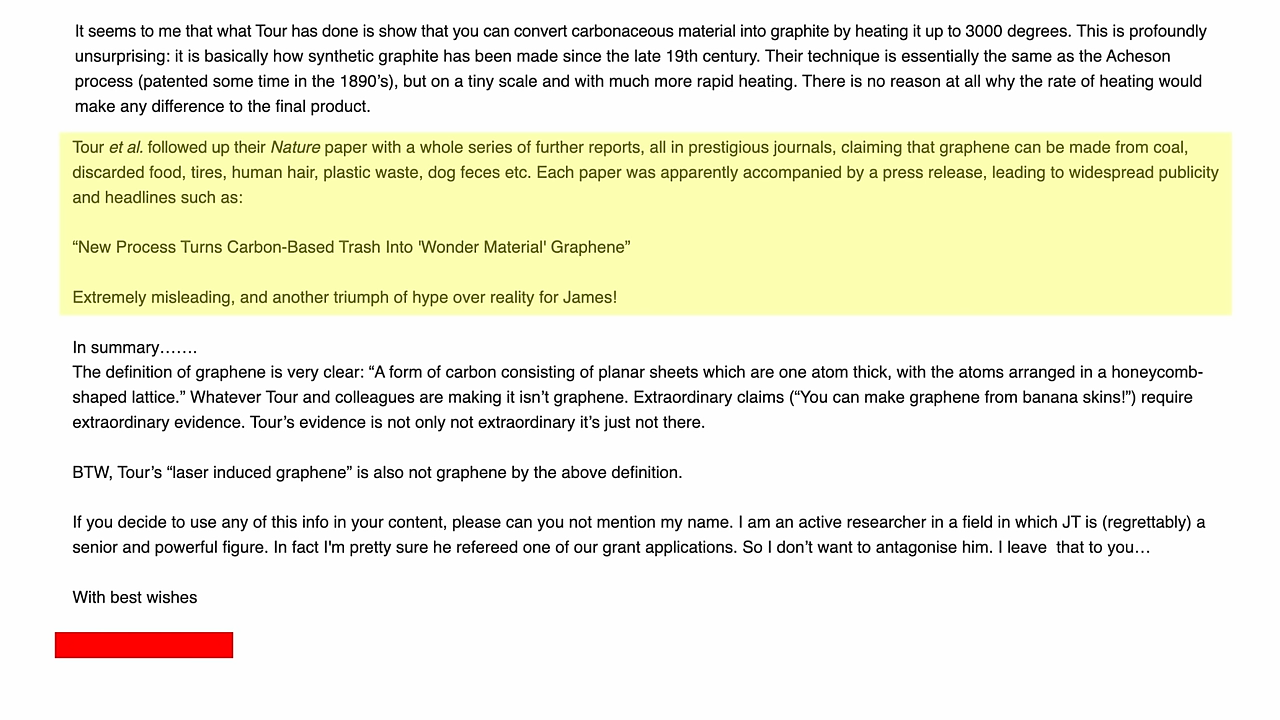 It seems to me that what Tour has done is show that you can convert carbonaceous material into graphite by heating it up to 3000 degrees. This is profoundly
unsurprising: it is basically how synthetic graphite has been made since the late 19th century. Their technique is essentially the same as the Acheson
process (patented some time in the 1890's), but on a tiny scale and with much more rapid heating. There is no reason at all why the rate of heating would
make any difference to the final product.
Tour et al. followed up their Nature paper with a whole series of further reports, all in prestigious journals, claiming that graphene can be made from coal,
discarded food, tires, human hair, plastic waste, dog feces etc. Each paper was apparently accompanied by a press release, leading to widespread publicity
and headlines such as:
“New Process Turns Carbon-Based Trash Into 'Wonder Material' Graphene”
Extremely misleading, and another triumph of hype over reality for James!
In summary…….
The definition of graphene is very clear: “A form of carbon consisting of planar sheets which are one atom thick, with the atoms arranged in a honeycomb-
shaped lattice.” Whatever Tour and colleagues are making it isn’t graphene. Extraordinary claims (“You can make graphene from banana skins!”) require
extraordinary evidence. Tour’s evidence is not only not extraordinary it’s just not there.
BTW, Tour’s “laser induced graphene” is also not graphene by the above definition.
If you decide to use any of this info in your content, please can you not mention my name. I am an active researcher in a field in which JT is (regrettably) a
senior and powerful figure. In fact I'm pretty sure he refereed one of our grant applications. So I don’t want to antagonise him. I leave  that to you…
With best wishes